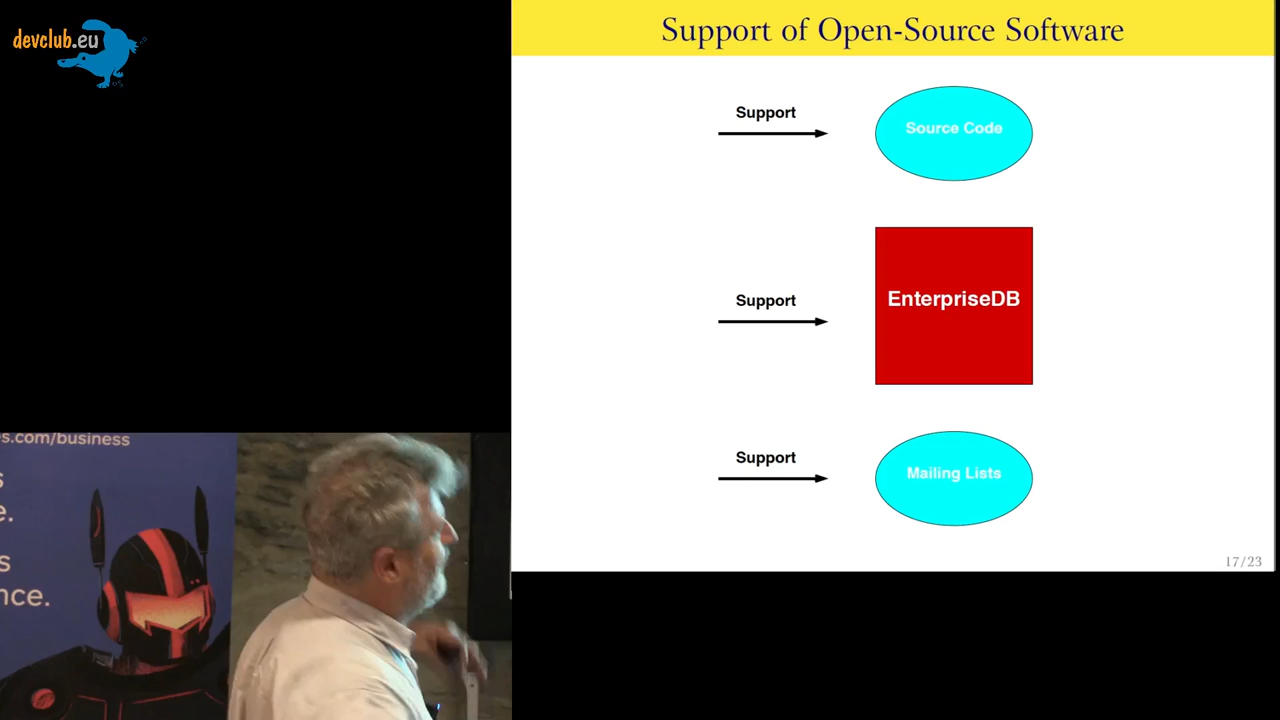 devclub.eu
Support of Open-Source Software
Support
Source Code
Support
EnterpriseDB
Support
Mailing Lists
17/23
s.com/business
s
e.
s
nce.